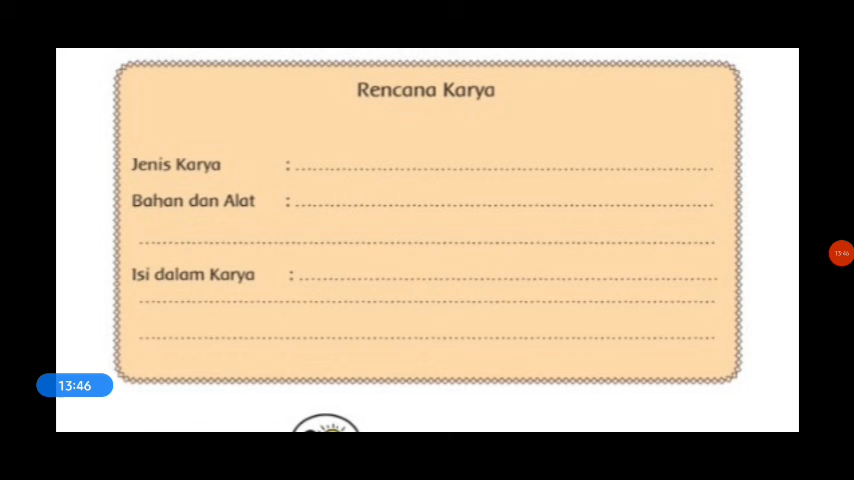 Rencana Karya
Jenis Karya : ................................................
Bahan dan Alat : ................................................
................................................
Isi dalam Karya : ................................................
................................................
................................................
13:46
13:46